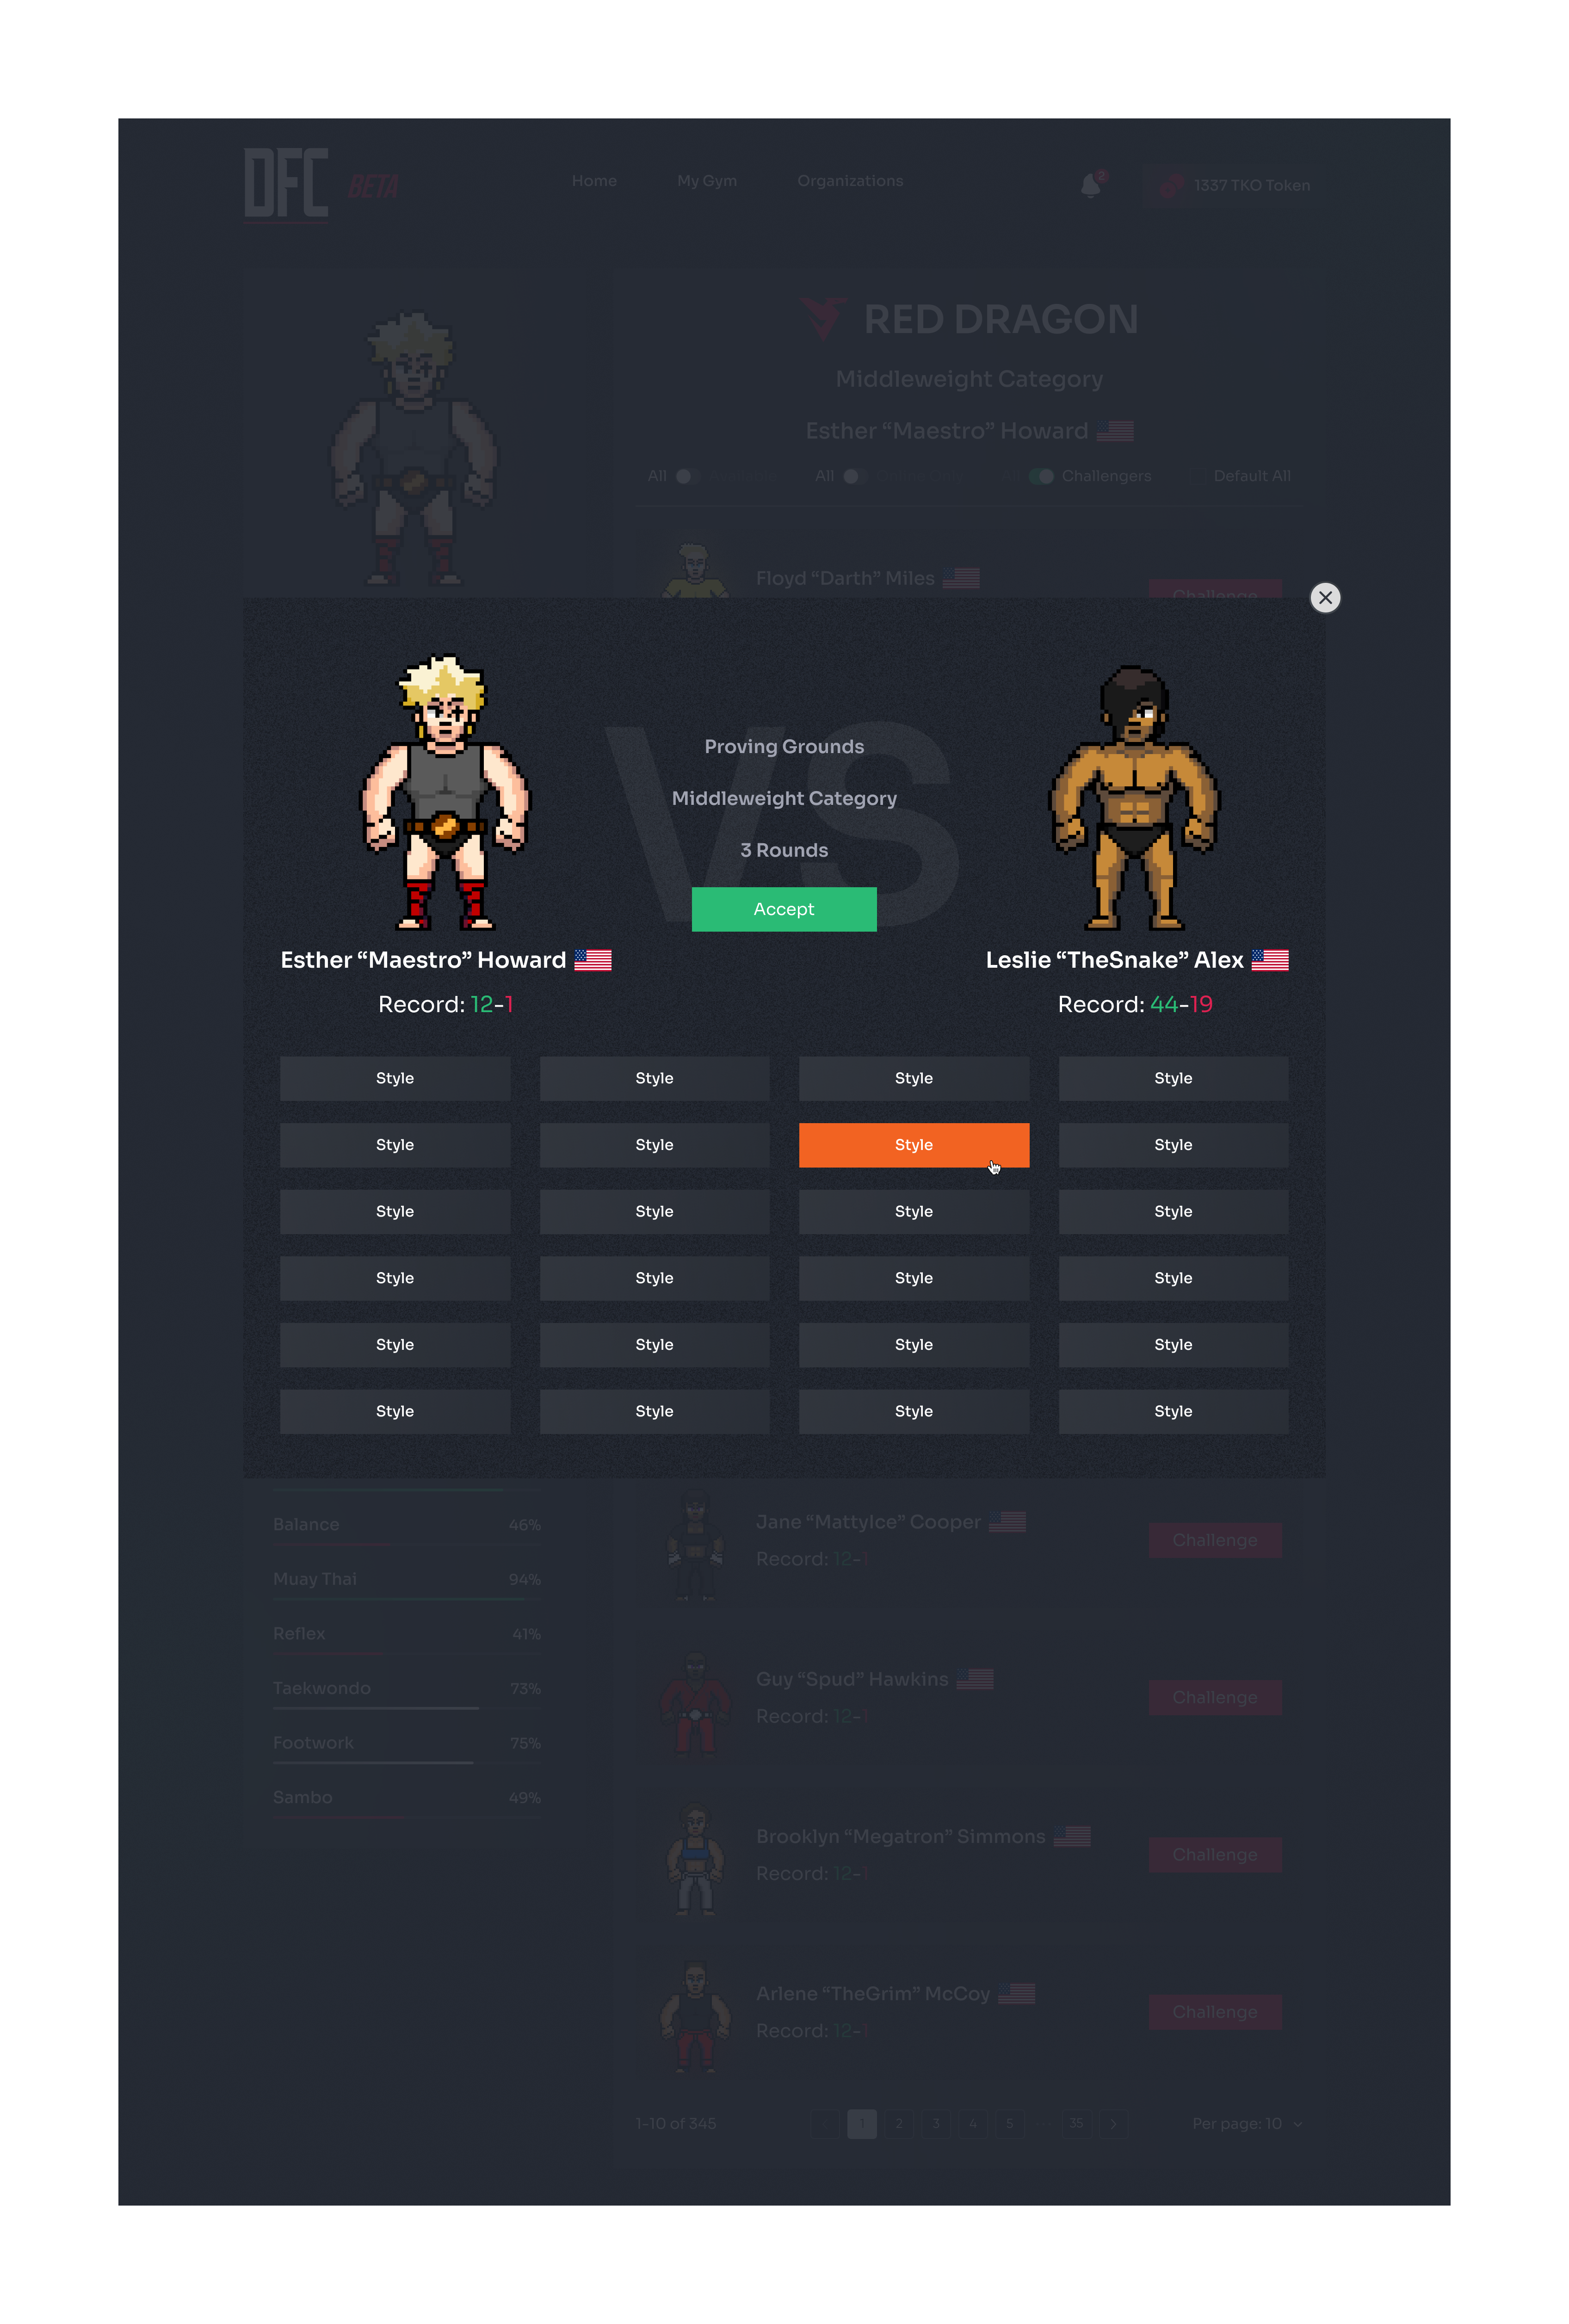 DFC BETA
Home My Gym Organizations 2 1337 TKO Token
RED DRAGON
Middleweight Category
Esther “Maestro” Howard
All All Challengers Default All
Floyd “Darth” Miles
Challenge
VS
Proving Grounds
Middleweight Category
3 Rounds
Accept
Esther “Maestro” Howard
Record: 12-1
Leslie “TheSnake” Alex
Record: 44-19
Style Style Style Style
Style Style Style Style
Style Style Style Style
Style Style Style Style
Style Style Style Style
Style Style Style Style
Balance 46%
Muay Thai 94%
Reflex 41%
Taekwondo 73%
Footwork 75%
Sambo 49%
Jane “MattyIce” Cooper
Record: 12-1
Challenge
Guy “Spud” Hawkins
Record: 12-1
Challenge
Brooklyn “Megatron” Simmons
Record: 12-1
Challenge
Arlene “TheGrim” McCoy
Record: 12-1
Challenge
1-10 of 345 1 2 3 4 5 35 Per page: 10